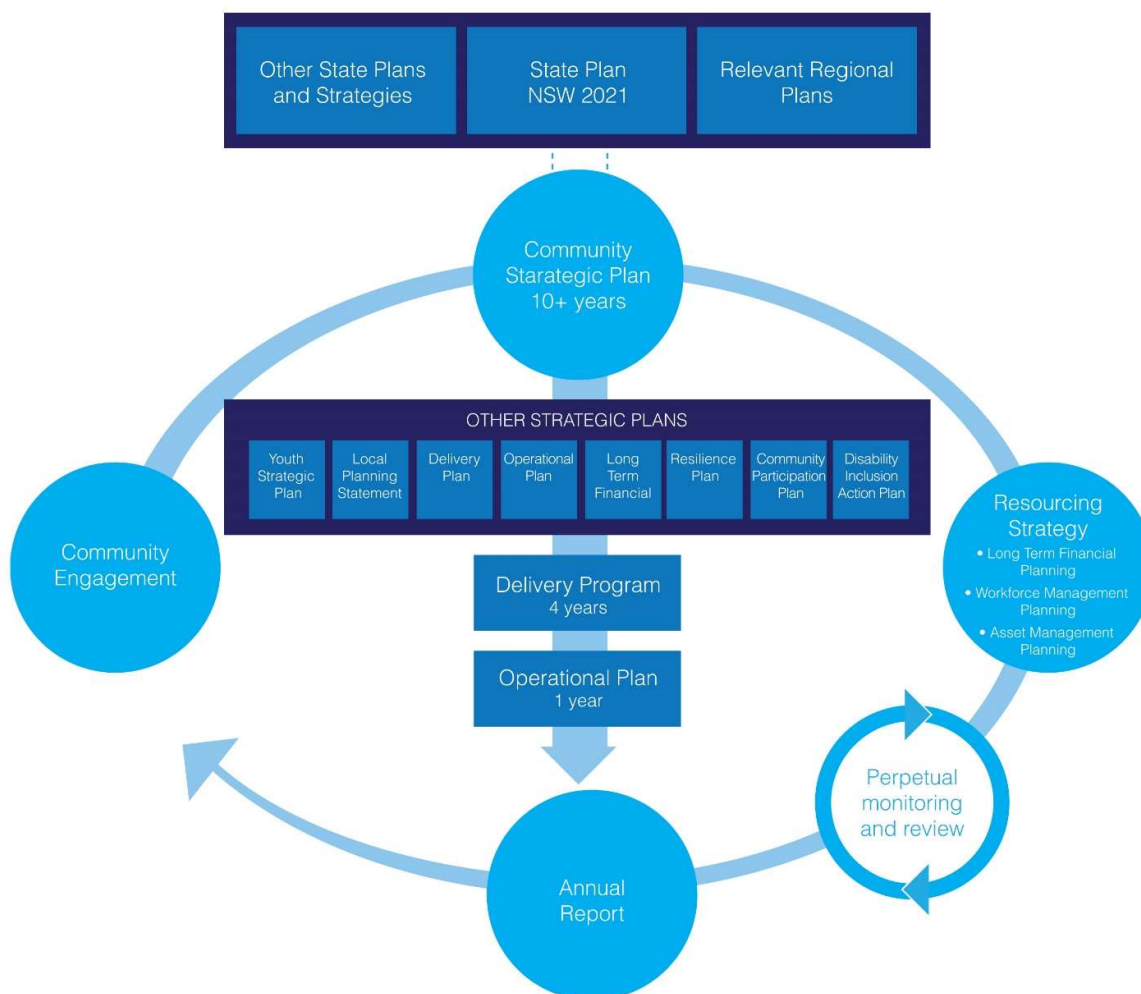 Other State Plans
and Strategies
State Plan
NSW 2021
Relevant Regional
Plans
Community
Starategic Plan
10+ years
OTHER STRATEGIC PLANS
Youth
Strategic
Plan
Local
Planning
Statement
Delivery
Plan
Operational
Plan
Long
Term
Financial
Resilience
Plan
Community
Participation
Plan
Disability
Inclusion
Action Plan
Community
Engagement
Resourcing
Strategy
• Long Term Financial
Planning
• Workforce Management
Planning
• Asset Management
Planning
Delivery Program
4 years
Operational Plan
1 year
Perpetual
monitoring
and review
Annual
Report